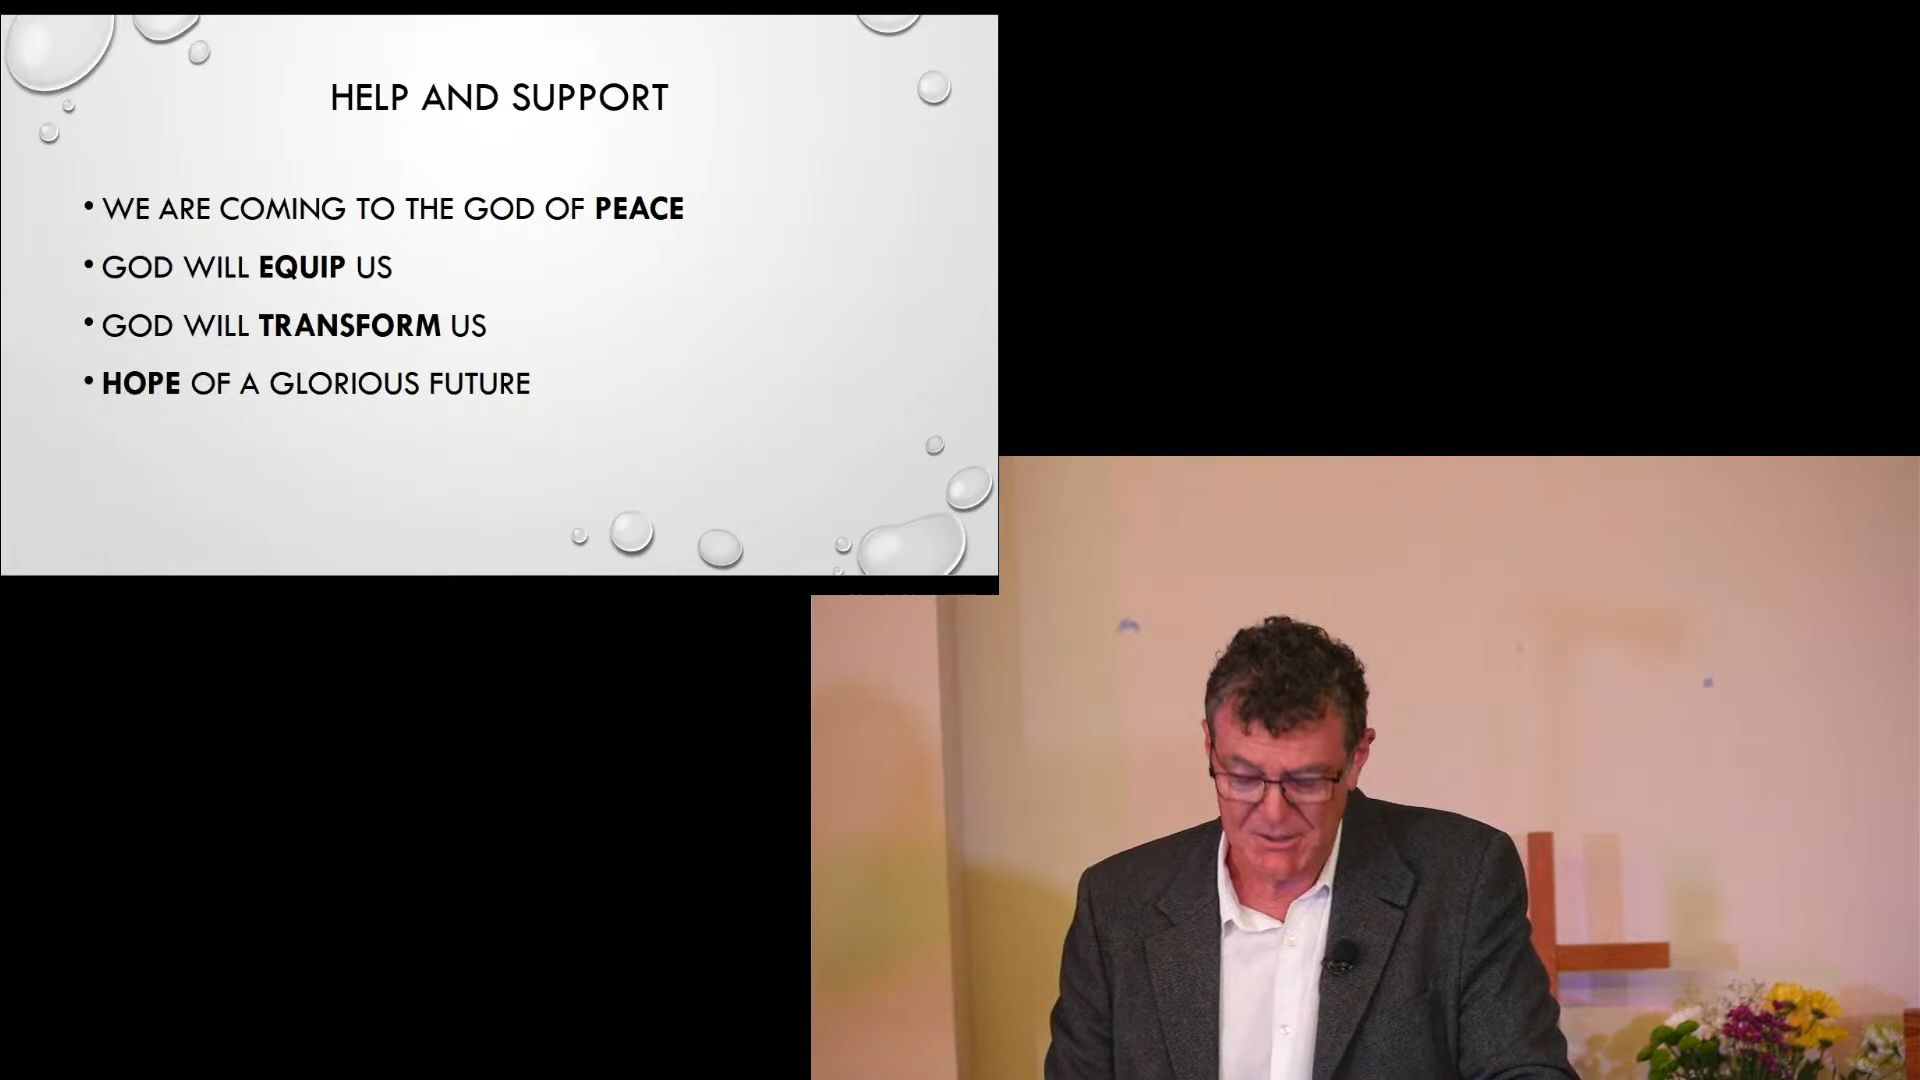 HELP AND SUPPORT
• WE ARE COMING TO THE GOD OF PEACE
• GOD WILL EQUIP US
• GOD WILL TRANSFORM US
• HOPE OF A GLORIOUS FUTURE